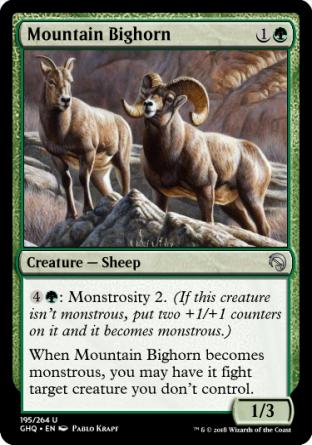 Mountain Bighorn 1
Creature — Sheep
4 : Monstrosity 2. (If this creature
isn't monstrous, put two +1/+1 counters
on it and it becomes monstrous.)
When Mountain Bighorn becomes
monstrous, you may have it fight
target creature you don't control.
1/3
195/264 U
GHQ • EN Pablo Krapf
™ & © 2018 Wizards of the Coast